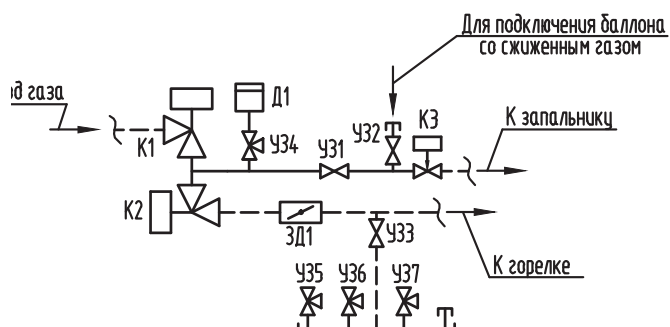 Для подключения баллона
со сжиженным газом
од газа
Д1
К3
К запальнику
К1
У34
У31
У32
К2
ЗД1
У33
К горелке
У35
У36
У37